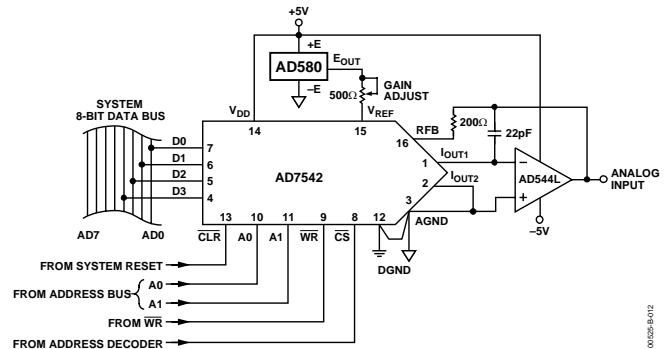 +5V
+E
AD580
EOUT
–E
500Ω
GAIN
ADJUST
SYSTEM
8-BIT DATA BUS
VDD
VREF
14
15
RFB
16
200Ω
22pF
D0
7
D1
6
D2
5
D3
4
AD7542
1
IOUT1
2
IOUT2
3
AGND
–
+
AD544L
ANALOG
INPUT
–5V
AD7
AD0
13
10
11
9
8
12
CLR
A0
A1
WR
CS
DGND
FROM SYSTEM RESET
FROM ADDRESS BUS
A0
A1
FROM WR
FROM ADDRESS DECODER
00525-B-012